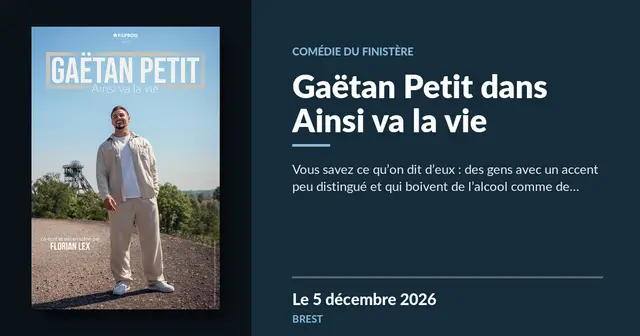 GAËTAN PETIT
Ainsi va la vie
FLORIAN LEX
COMÉDIE DU FINISTÈRE
Gaëtan Petit dans
Ainsi va la vie
Vous savez ce qu’on dit d’eux : des gens avec un accent
peu distingué et qui boivent de l’alcool comme de…
Le 5 décembre 2026
BREST